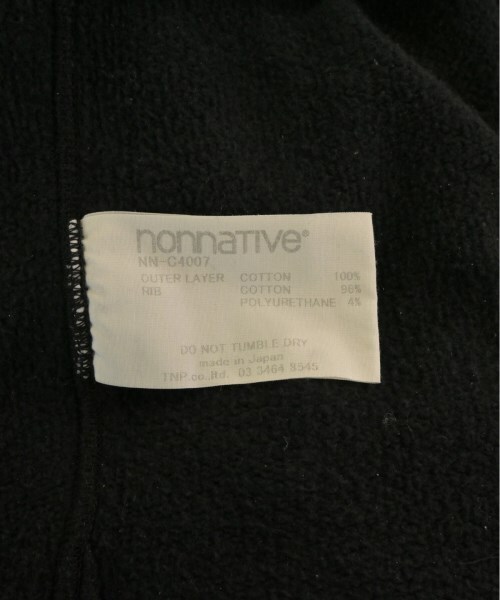 nonnative®
NN-C4007
OUTER LAYER COTTON 100%
RIB COTTON 96%
POLYURETHANE 4%
DO NOT TUMBLE DRY
made in Japan
TNP.co.ltd. 03 3464 8545